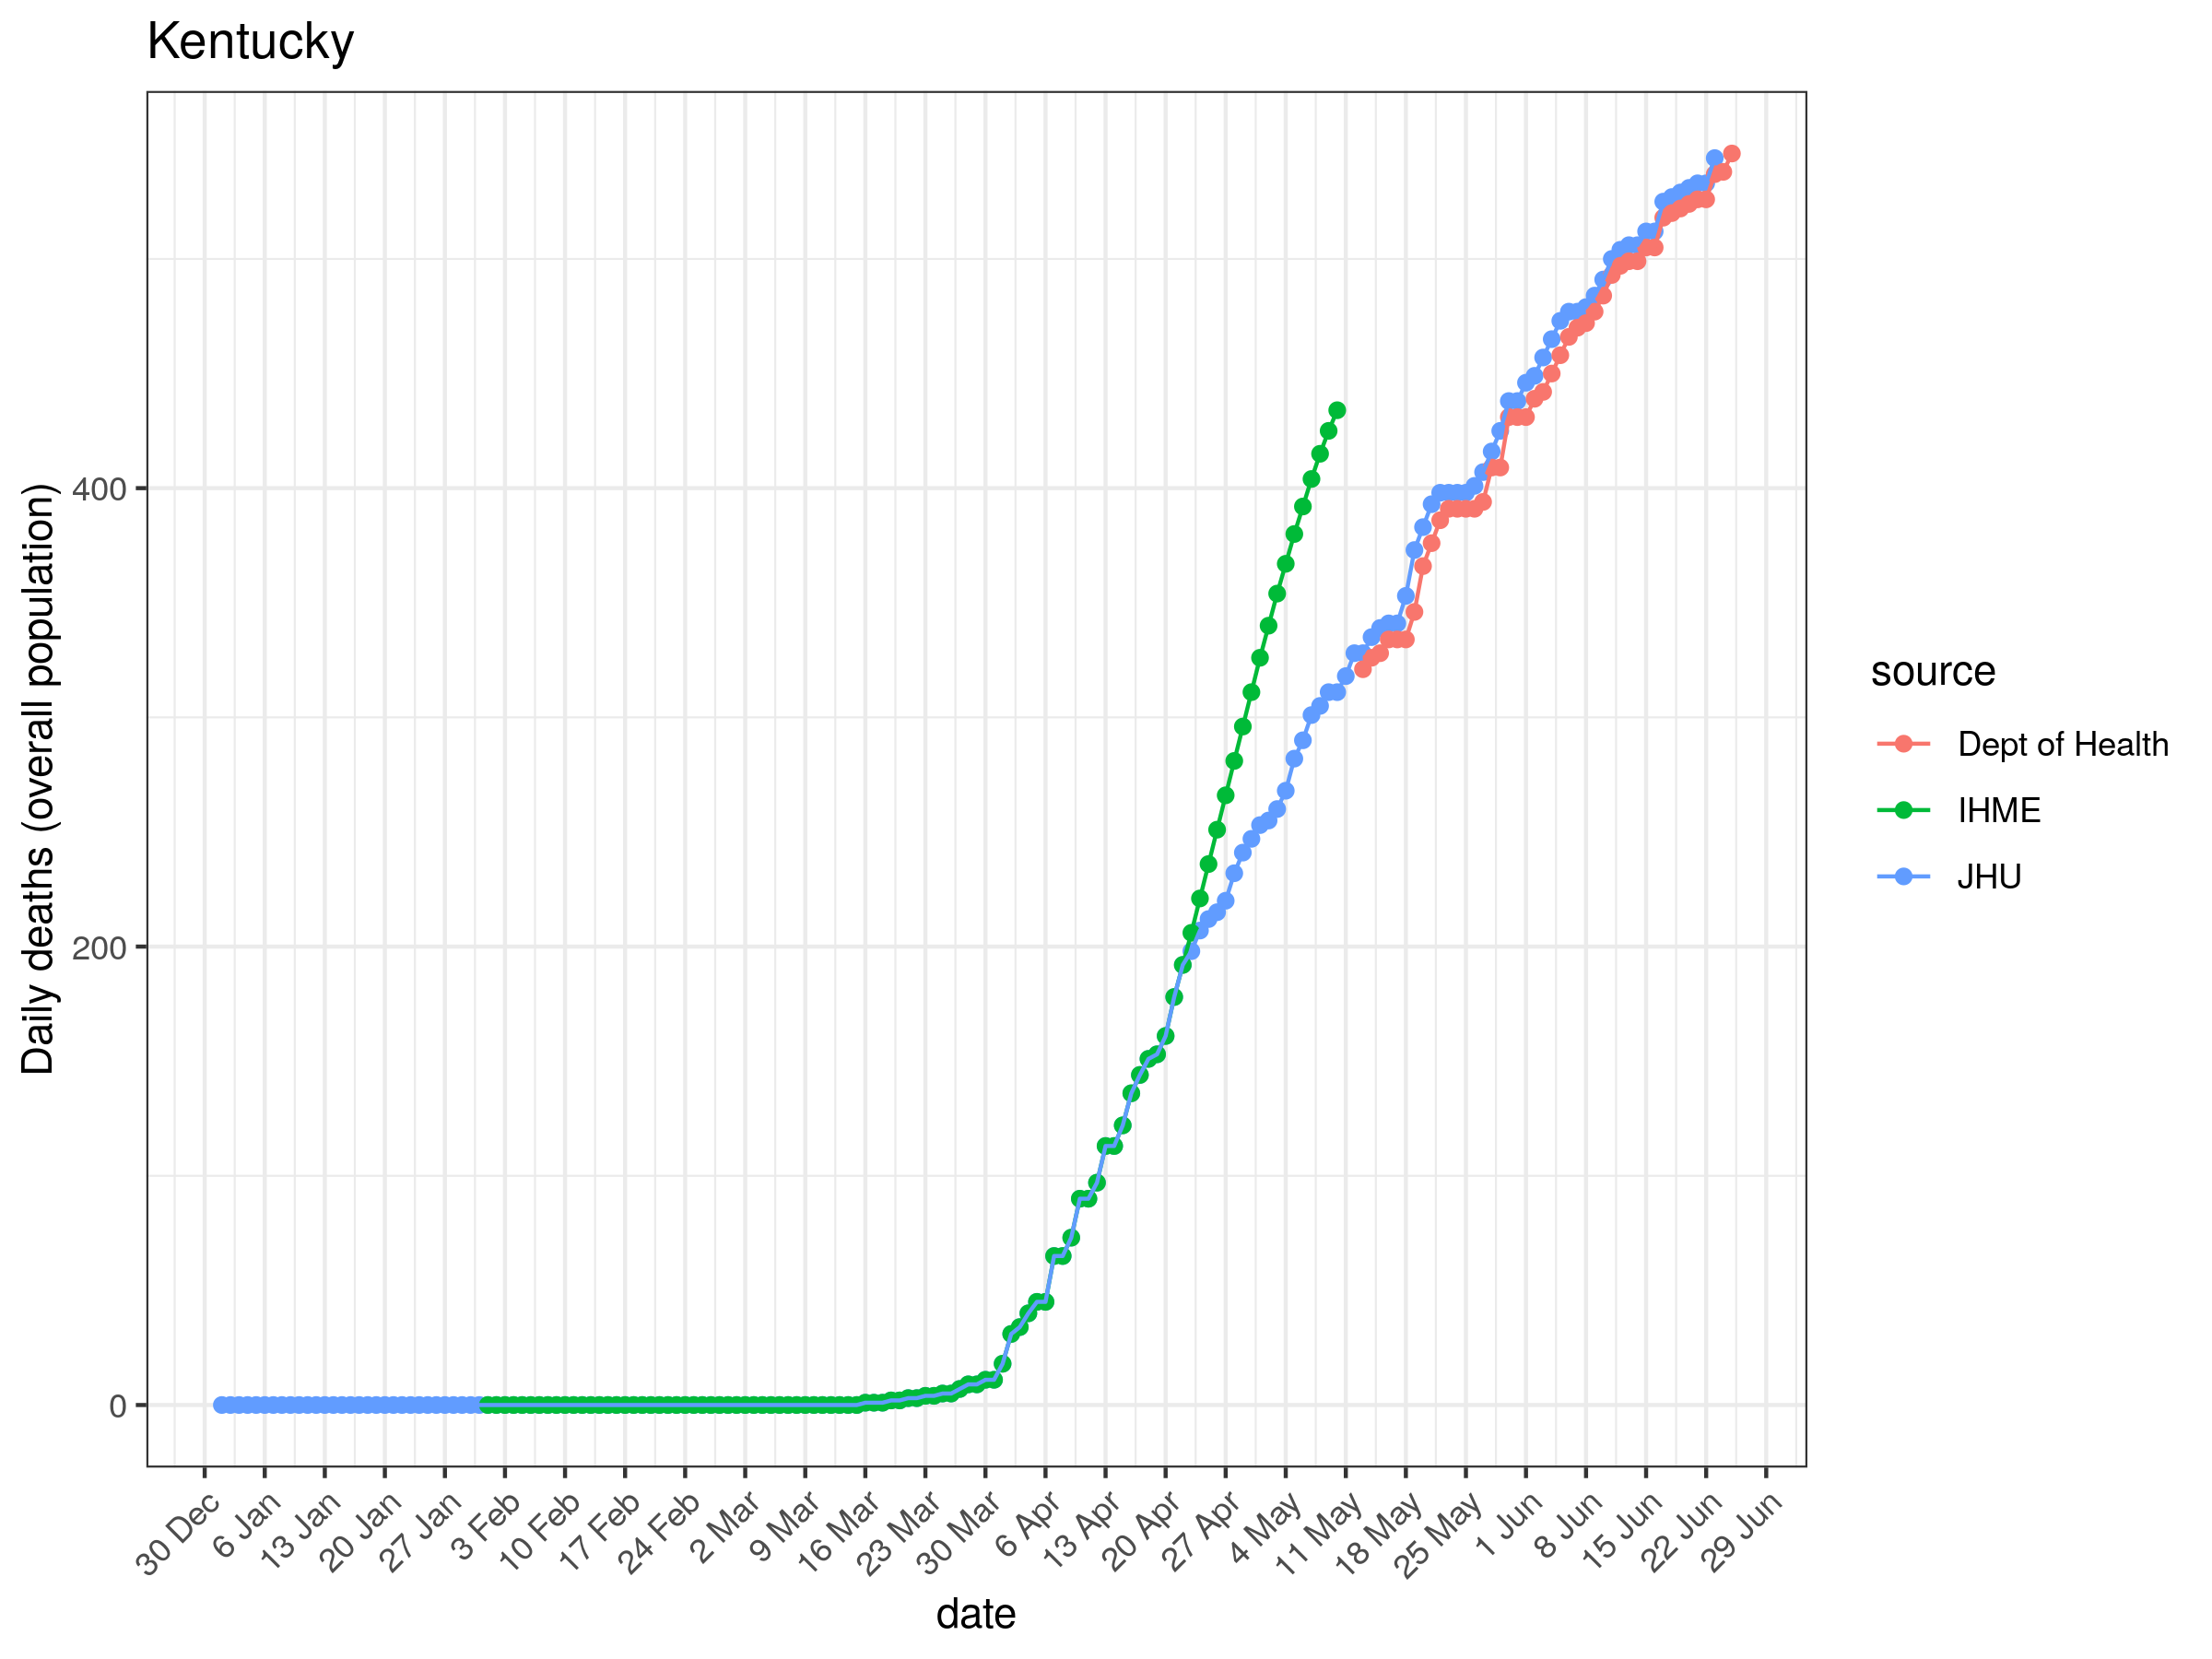 Kentucky
Daily deaths (overall population)
400
200
0
30 Dec
6 Jan
13 Jan
20 Jan
27 Jan
3 Feb
10 Feb
17 Feb
24 Feb
2 Mar
9 Mar
16 Mar
23 Mar
30 Mar
6 Apr
13 Apr
20 Apr
27 Apr
4 May
11 May
18 May
25 May
1 Jun
8 Jun
15 Jun
22 Jun
29 Jun
date
source
Dept of Health
IHME
JHU